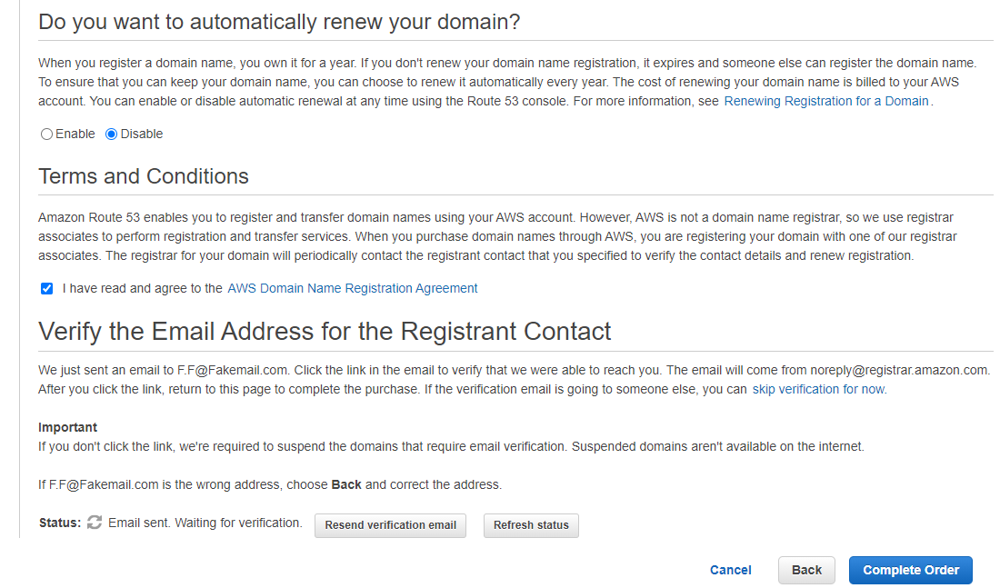 Do you want to automatically renew your domain?
When you register a domain name, you own it for a year. If you don't renew your domain name registration, it expires and someone else can register the domain name.
To ensure that you can keep your domain name, you can choose to renew it automatically every year. The cost of renewing your domain name is billed to your AWS
account. You can enable or disable automatic renewal at any time using the Route 53 console. For more information, see Renewing Registration for a Domain.
Enable Disable
Terms and Conditions
Amazon Route 53 enables you to register and transfer domain names using your AWS account. However, AWS is not a domain name registrar, so we use registrar
associates to perform registration and transfer services. When you purchase domain names through AWS, you are registering your domain with one of our registrar
associates. The registrar for your domain will periodically contact the registrant contact that you specified to verify the contact details and renew registration.
I have read and agree to the AWS Domain Name Registration Agreement
Verify the Email Address for the Registrant Contact
We just sent an email to F.F@Fakemail.com. Click the link in the email to verify that we were able to reach you. The email will come from noreply@registrar.amazon.com.
After you click the link, return to this page to complete the purchase. If the verification email is going to someone else, you can skip verification for now.
Important
If you don't click the link, we're required to suspend the domains that require email verification. Suspended domains aren't available on the internet.
If F.F@Fakemail.com is the wrong address, choose Back and correct the address.
Status: Email sent. Waiting for verification. Resend verification email Refresh status
Cancel Back Complete Order